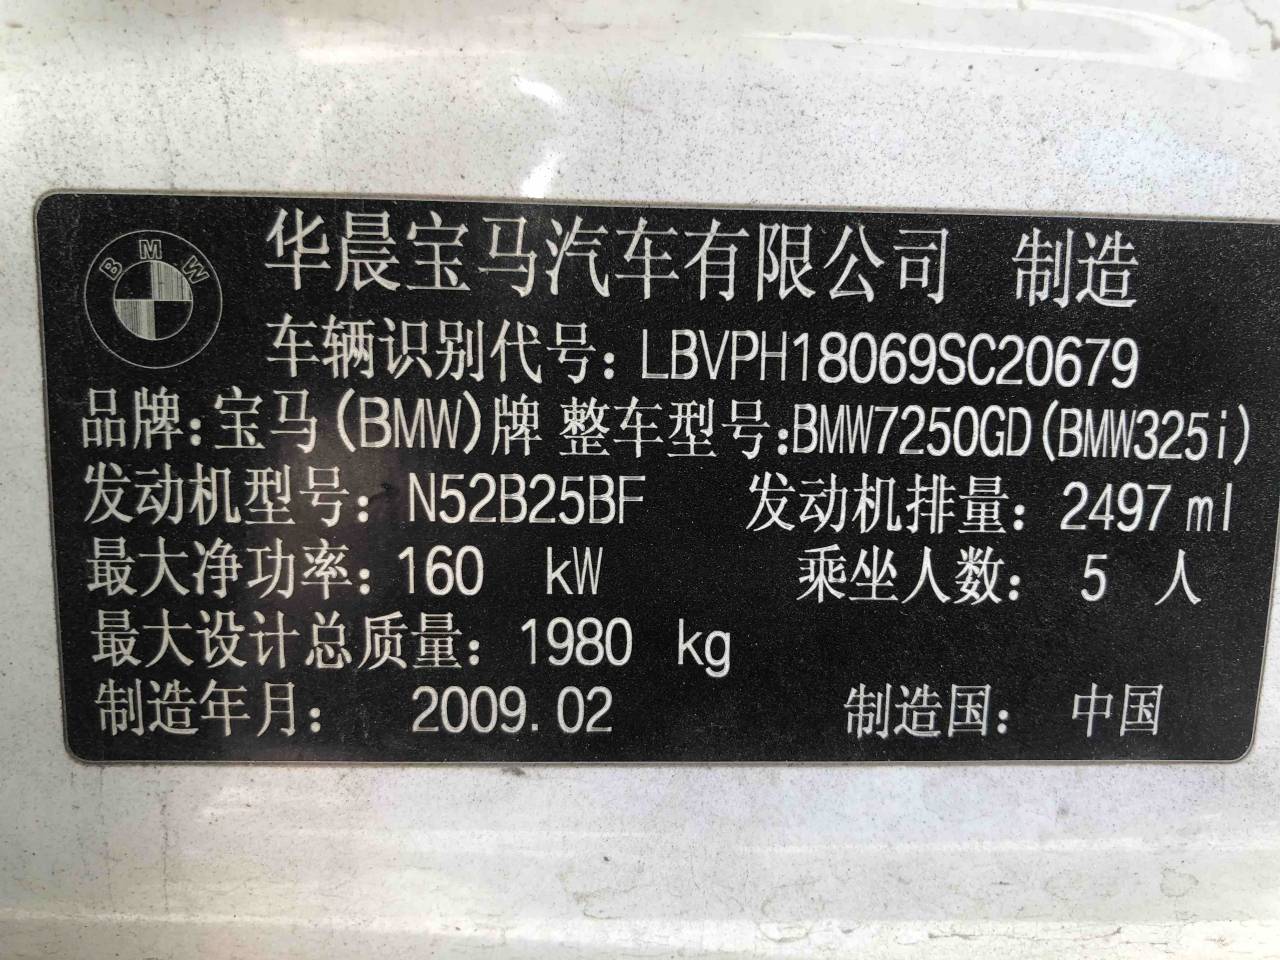 BMW
华晨宝马汽车有限公司 制造
车辆识别代号：LBVPH18069SC20679
品牌：宝马(BMW)牌 整车型号：BMW7250GD(BMW325i)
发动机型号：N52B25BF 发动机排量：2497 ml
最大净功率：160 kW 乘坐人数：5 人
最大设计总质量：1980 kg
制造年月：2009.02 制造国：中国